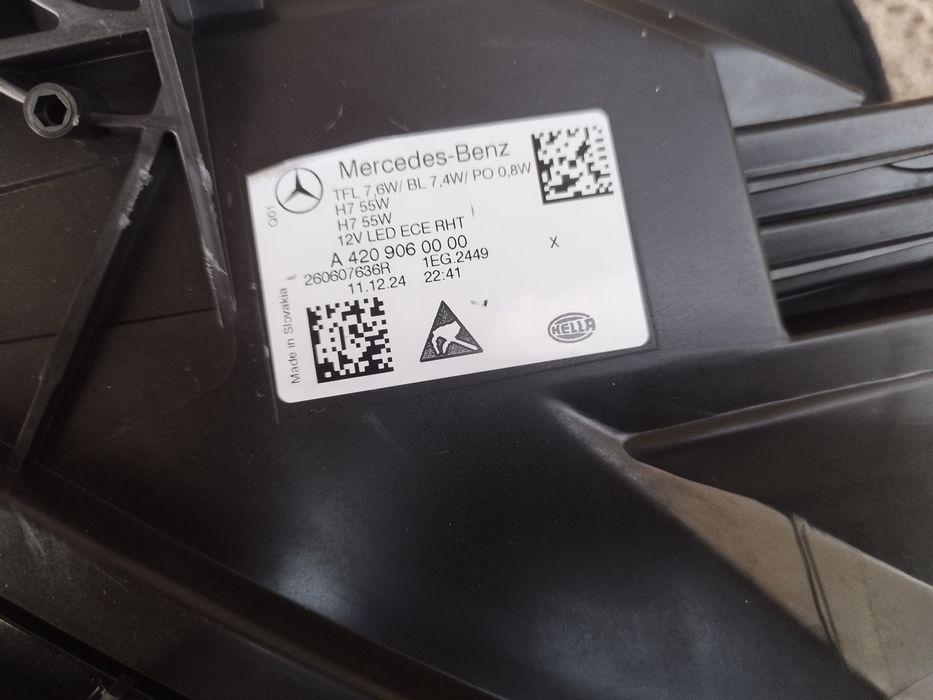 Mercedes-Benz
TFL 7,6W/ BL 7,4W/ PO 0,8W
H7 55W
H7 55W
12V LED ECE RHT
A 420 906 00 00
260607636R 1EG.2449
11.12.24 22:41
X
Q01
Made in Slovakia
HELLA